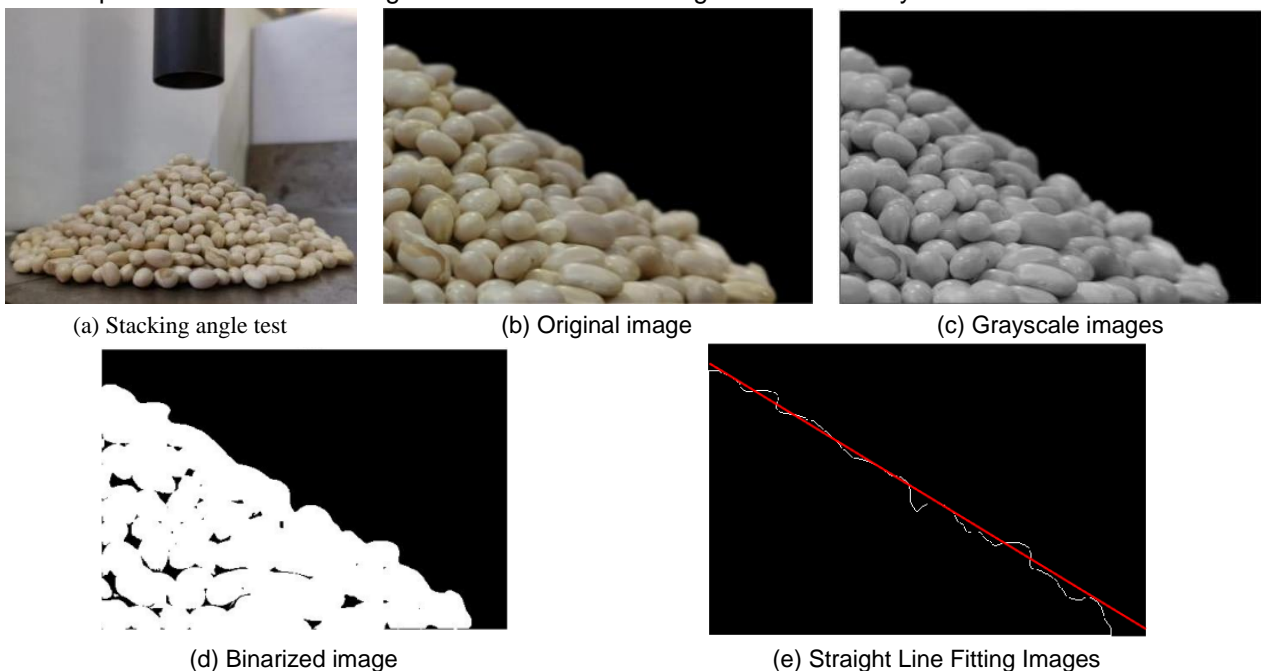 (a) Stacking angle test
(b) Original image
(c) Grayscale images
(d) Binarized image
(e) Straight Line Fitting Images